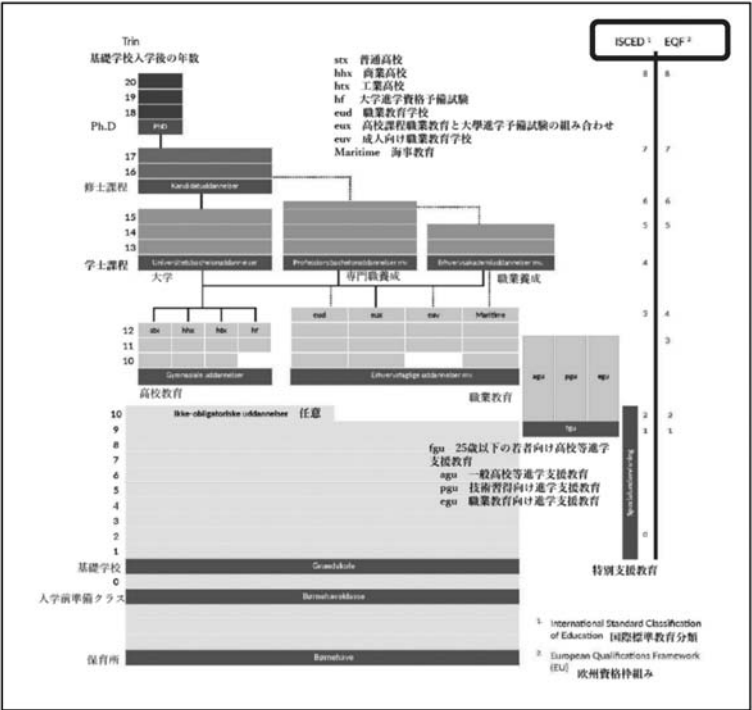 Trin
基礎学校入学後の年数
20
19
18
Ph.D
PhD
17
16
修士課程
Kandidatuddannelser
15
14
13
学士課程
Universitetsbacheloruddannelser
Professionsbacheloruddannelser mv.
Erhvervsakademiuddannelser mv.
大学
専門職養成
職業養成
stx 普通高校
hhx 商業高校
htx 工業高校
hf 大学進学資格予備試験
eud 職業教育学校
eux 高校課程職業教育と大學進学予備試験の組み合わせ
euv 成人向け職業教育学校
Maritime 海事教育
12
11
10
stx hhx htx hf
eud eux euv Maritime
Gymnasiale uddannelser
Erhvervsfaglige uddannelser mv.
高校教育
職業教育
agu pgu egu
fgu
10
9
8
7
6
5
4
3
2
1
Ikke-obligatoriske uddannelser 任意
fgu 25歳以下の若者向け高校等進学
支援教育
agu 一般高校等進学支援教育
pgu 技術習得向け進学支援教育
egu 職業教育向け進学支援教育
基礎学校
Grundskole
0
入学前準備クラス
Børnehaveklasse
保育所
Børnehave
ISCED 1 EQF 2
8 8
7 7
6 6
5 5
4
3 4
3
2 2
1 1
0
特別支援教育
1. International Standard Classification
of Education 国際標準教育分類
2. European Qualifications Framework
(EU)
欧州資格枠組み